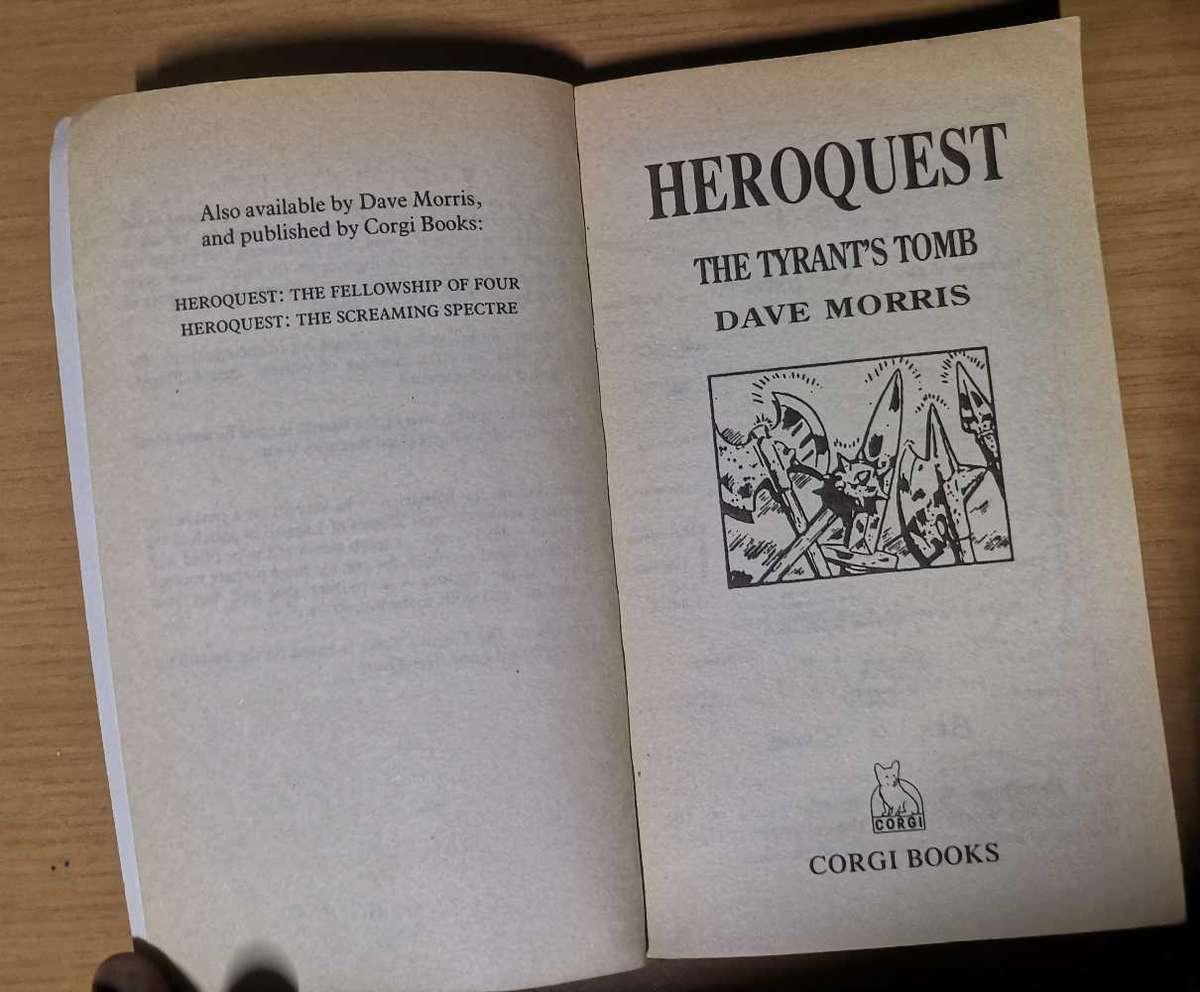 Also available by Dave Morris,
and published by Corgi Books:
HEROQUEST: THE FELLOWSHIP OF FOUR
HEROQUEST: THE SCREAMING SPECTRE
HEROQUEST
THE TYRANT'S TOMB
DAVE MORRIS
CORGI
CORGI BOOKS